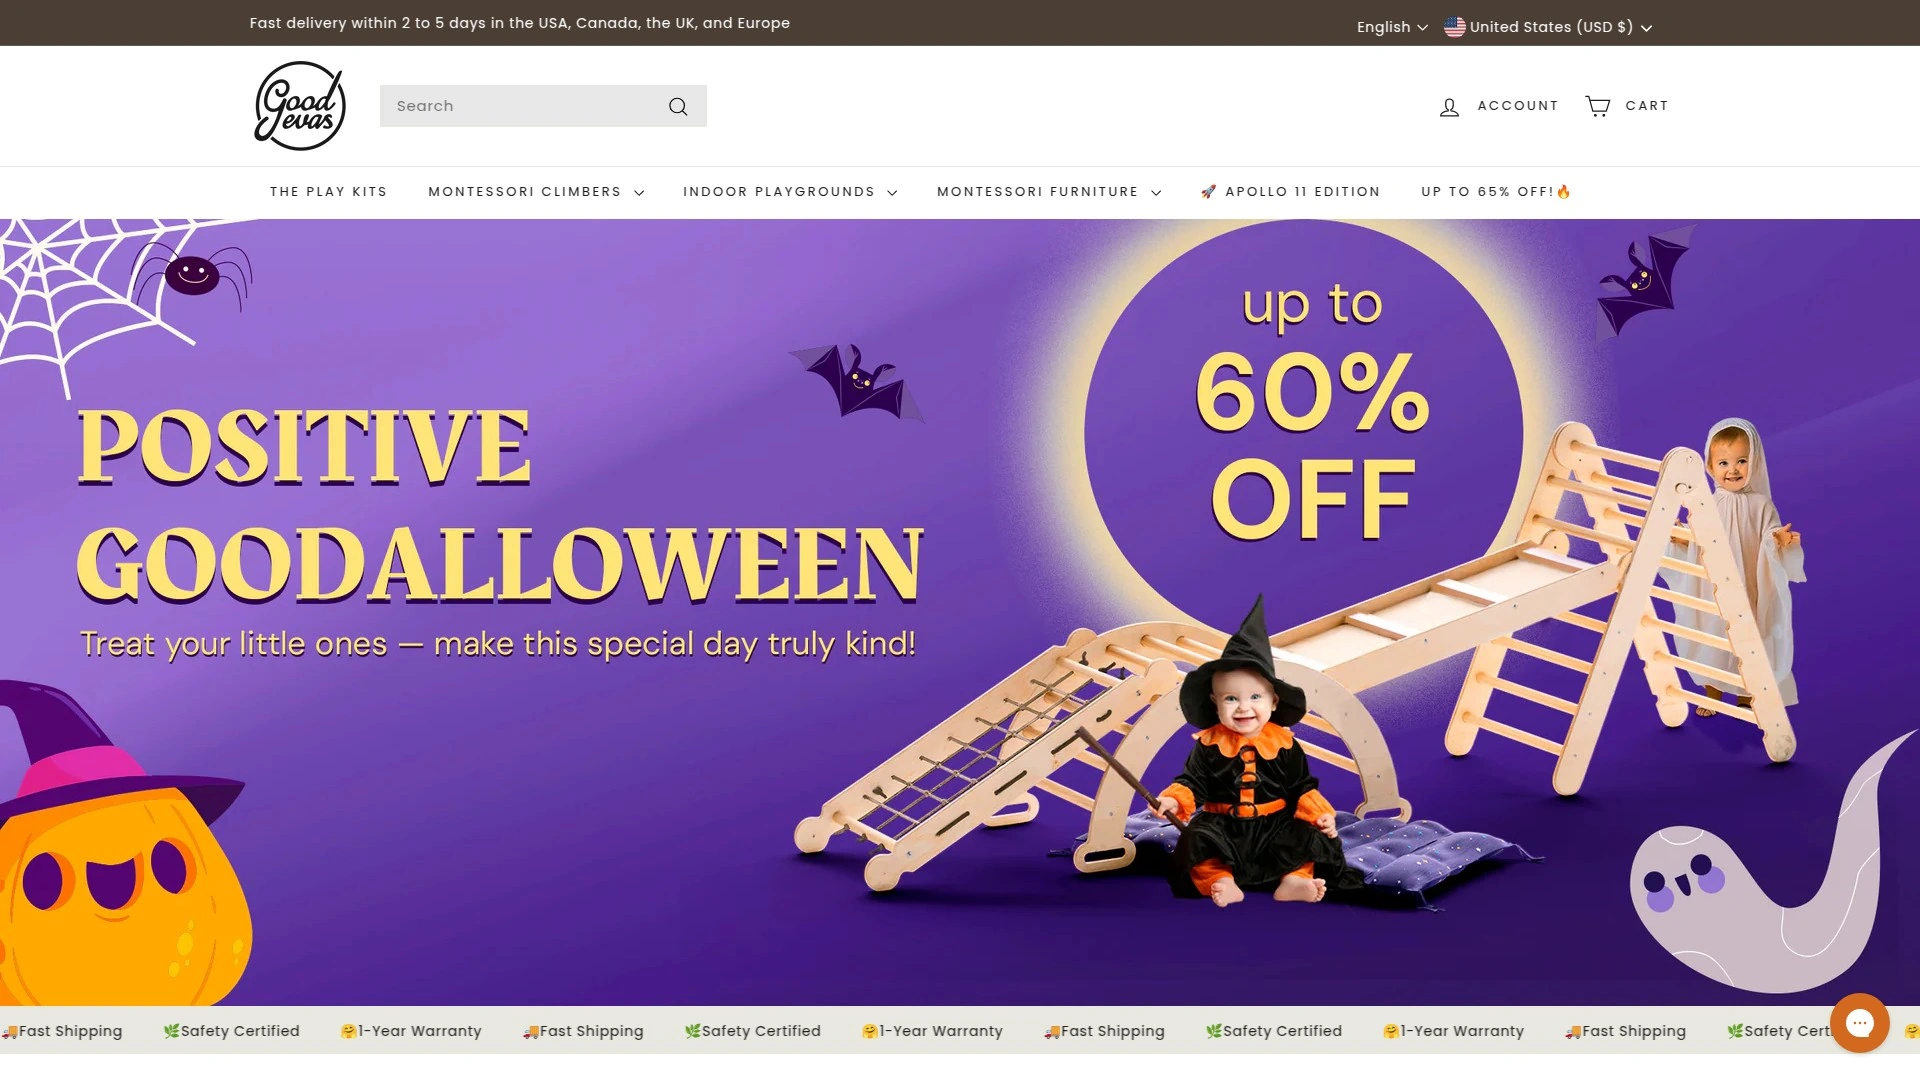 Fast delivery within 2 to 5 days in the USA, Canada, the UK, and Europe
English
United States (USD $)
Good
evas
Search
ACCOUNT
CART
THE PLAY KITS
MONTESSORI CLIMBERS
INDOOR PLAYGROUNDS
MONTESSORI FURNITURE
🚀 APOLLO 11 EDITION
UP TO 65% OFF!🔥
up to
60%
OFF
POSITIVE
GOODALLOWEEN
Treat your little ones — make this special day truly kind!
🚚Fast Shipping 🌿Safety Certified 🤗1-Year Warranty 🚚Fast Shipping 🌿Safety Certified 🤗1-Year Warranty 🚚Fast Shipping 🌿Safety Certified 🤗1-Year Warranty 🚚Fast Shipping 🌿Safety Cert 🤗